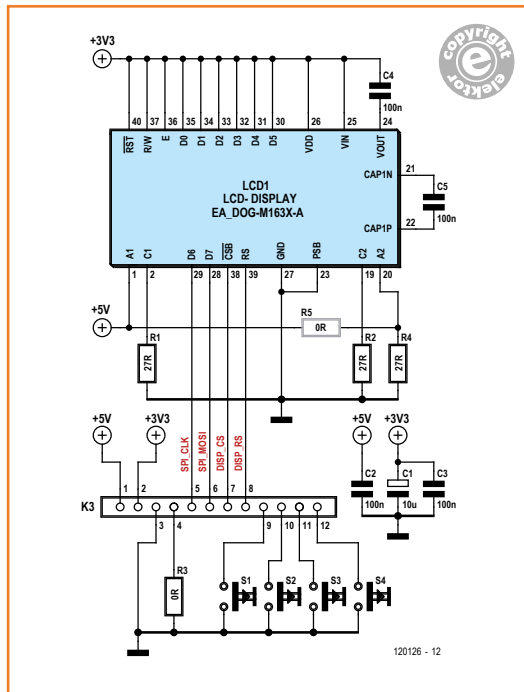 +3V3
copyright
e
elektor
C4
100n
40 37 36 35 34 33 32 31 30 26 25 24
RST R/W E D0 D1 D2 D3 D4 D5 VDD VIN VOUT
CAP1N 21
C5
100n
CAP1P 22
LCD1
LCD- DISPLAY
EA_DOG-M163X-A
A1 C1 D6 D7 CSB RS GND PSB C2 A2
1 2 29 28 38 39 27 23 19 20
+5V
R5
0R
R1
27R
R2
27R
R4
27R
+5V +3V3
SPI_CLK
SPI_MOSI
DISP_CS
DISP_RS
+5V +3V3
C2
100n
C1
10u
C3
100n
K3
1 2 3 4 5 6 7 8 9 10 11 12
R3
0R
S1 S2 S3 S4
120126 - 12